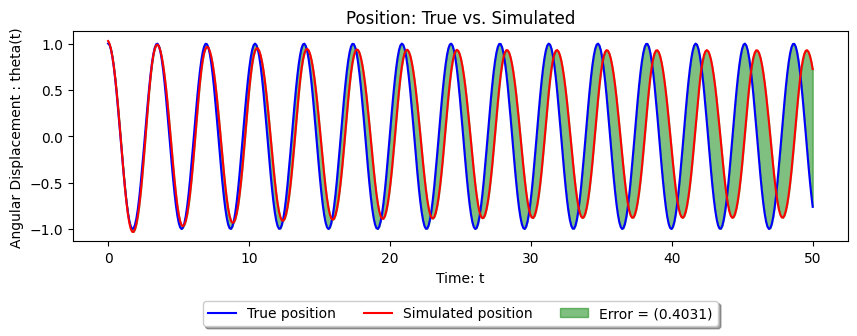 Position: True vs. Simulated
Angular Displacement : theta(t)
1.0
0.5
0.0
−0.5
−1.0
0 10 20 30 40 50
Time: t
True position Simulated position Error = (0.4031)